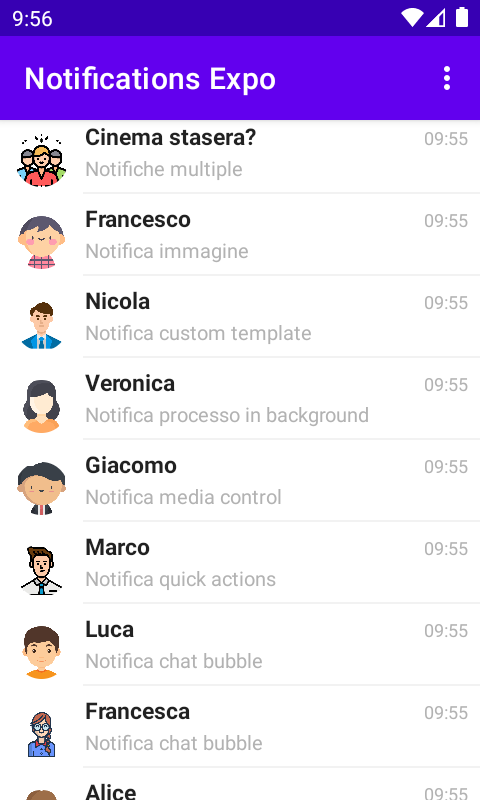 9:56
Notifications Expo
Cinema stasera? 09:55
Notifiche multiple
Francesco 09:55
Notifica immagine
Nicola 09:55
Notifica custom template
Veronica 09:55
Notifica processo in background
Giacomo 09:55
Notifica media control
Marco 09:55
Notifica quick actions
Luca 09:55
Notifica chat bubble
Francesca 09:55
Notifica chat bubble
Alice 09:55